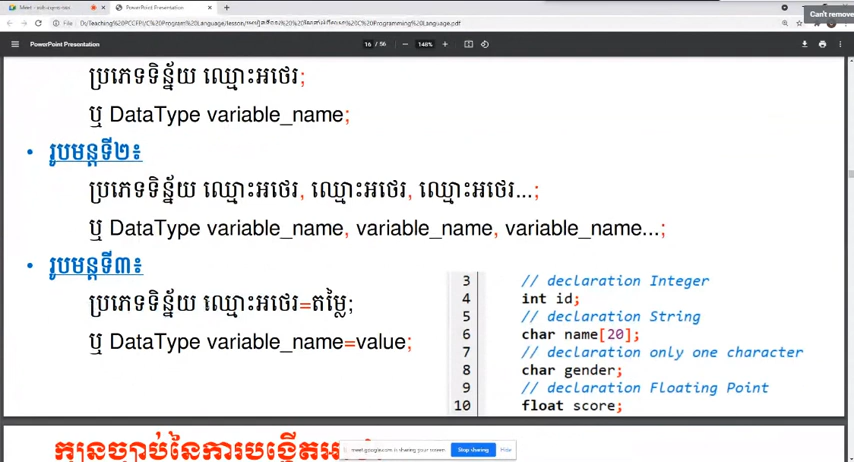 PowerPoint Presentation
Can't remove
PowerPoint Presentation
16 / 56
148%
ប្រភេទទិន្ន័យ ឈ្មោះអថេរ;
ឬ DataType variable_name;
• រូបមន្តទី២៖
ប្រភេទទិន្ន័យ ឈ្មោះអថេរ, ឈ្មោះអថេរ, ឈ្មោះអថេរ...;
ឬ DataType variable_name, variable_name, variable_name...;
• រូបមន្តទី៣៖
ប្រភេទទិន្ន័យ ឈ្មោះអថេរ=តម្លៃ;
ឬ DataType variable_name=value;
3 // declaration Integer
4 int id;
5 // declaration String
6 char name[20];
7 // declaration only one character
8 char gender;
9 // declaration Floating Point
10 float score;
meet.google.com is sharing your screen. Stop sharing Hide